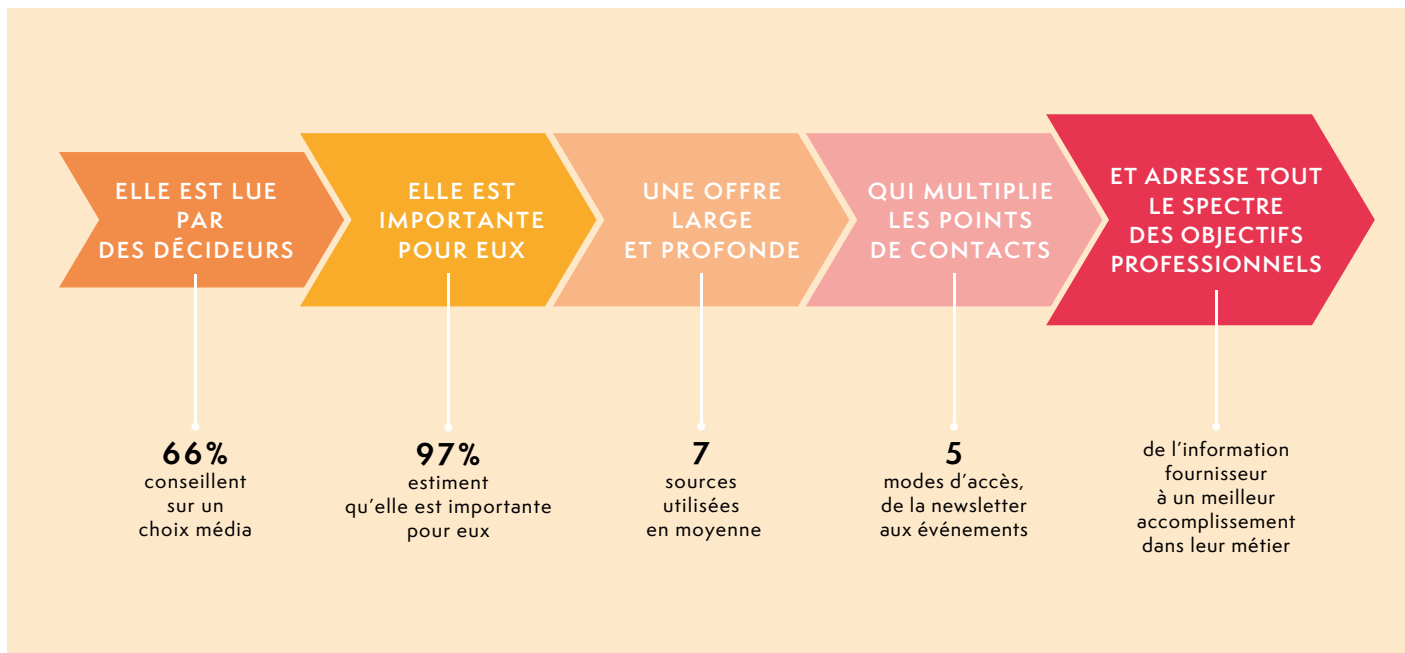 ELLE EST LUE
PAR
DES DÉCIDEURS
ELLE EST
IMPORTANTE
POUR EUX
UNE OFFRE
LARGE
ET PROFONDE
QUI MULTIPLIE
LES POINTS
DE CONTACTS
ET ADRESSE TOUT
LE SPECTRE
DES OBJECTIFS
PROFESSIONNELS
66%
conseillent
sur un
choix média
97%
estiment
qu’elle est importante
pour eux
7
sources
utilisées
en moyenne
5
modes d’accès,
de la newsletter
aux événements
de l’information
fournisseur
à un meilleur
accomplissement
dans leur métier